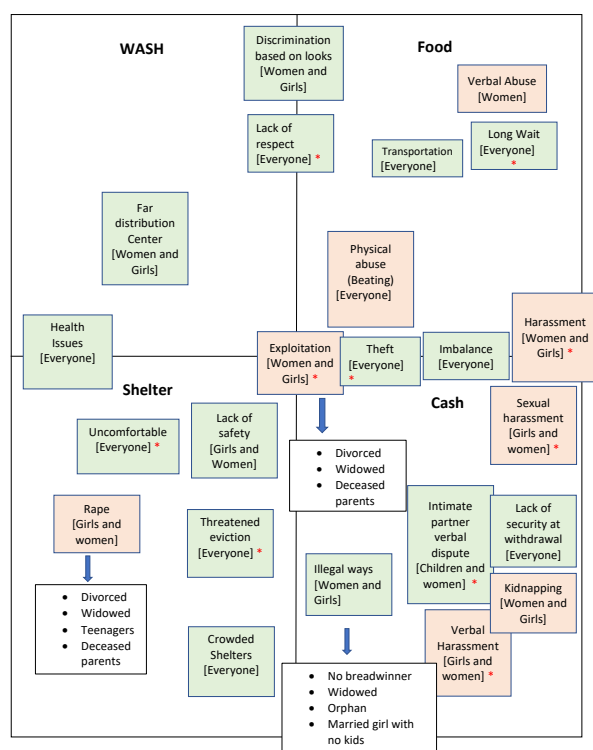 WASH
Discrimination
based on looks
[Women and
Girls]
Food
Verbal Abuse
[Women]
Lack of
respect
[Everyone] *
Transportation
[Everyone]
Long Wait
[Everyone]
*
Far
distribution
Center
[Women and
Girls]
Physical
abuse
(Beating)
[Everyone]
Health
Issues
[Everyone]
Exploitation
[Women and
Girls] *
Theft
[Everyone]
*
Imbalance
[Everyone]
Harassment
[Women and
Girls] *
Shelter
Cash
Uncomfortable
[Everyone] *
Lack of
safety
[Girls and
Women]
Sexual
harassment
[Girls and
women] *
• Divorced
• Widowed
• Deceased
parents
Rape
[Girls and
women]
Threatened
eviction
[Everyone] *
Intimate
partner
verbal
dispute
[Children and
women] *
Lack of
security at
withdrawal
[Everyone]
Illegal ways
[Women and
Girls]
Kidnapping
[Women and
Girls]
• Divorced
• Widowed
• Teenagers
• Deceased
parents
Crowded
Shelters
[Everyone]
Verbal
Harassment
[Girls and
women] *
• No breadwinner
• Widowed
• Orphan
• Married girl with
no kids